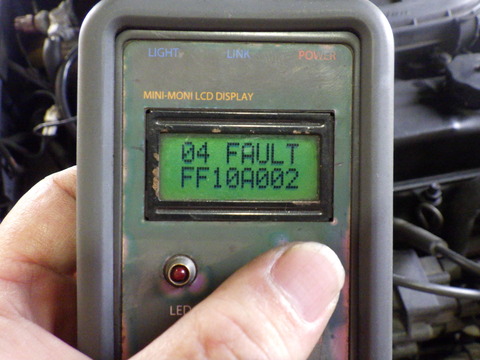 LIGHT LINK POWER
MINI-MONI LCD DISPLAY
04 FAULT
FF10A002
LED